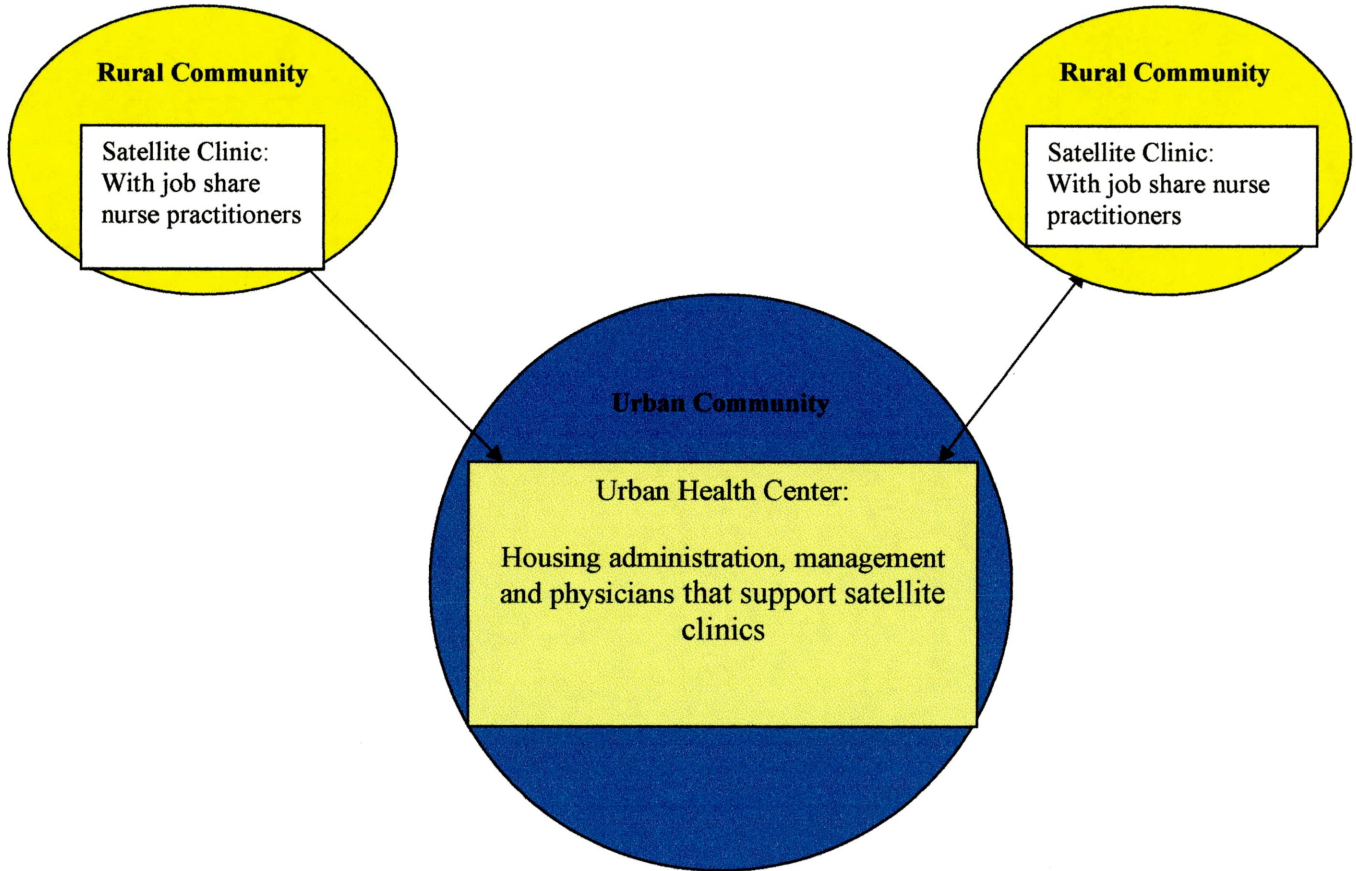 Rural Community
Satellite Clinic:
With job share
nurse practitioners
Rural Community
Satellite Clinic:
With job share nurse
practitioners
Urban Community
Urban Health Center:
Housing administration, management
and physicians that support satellite
clinics